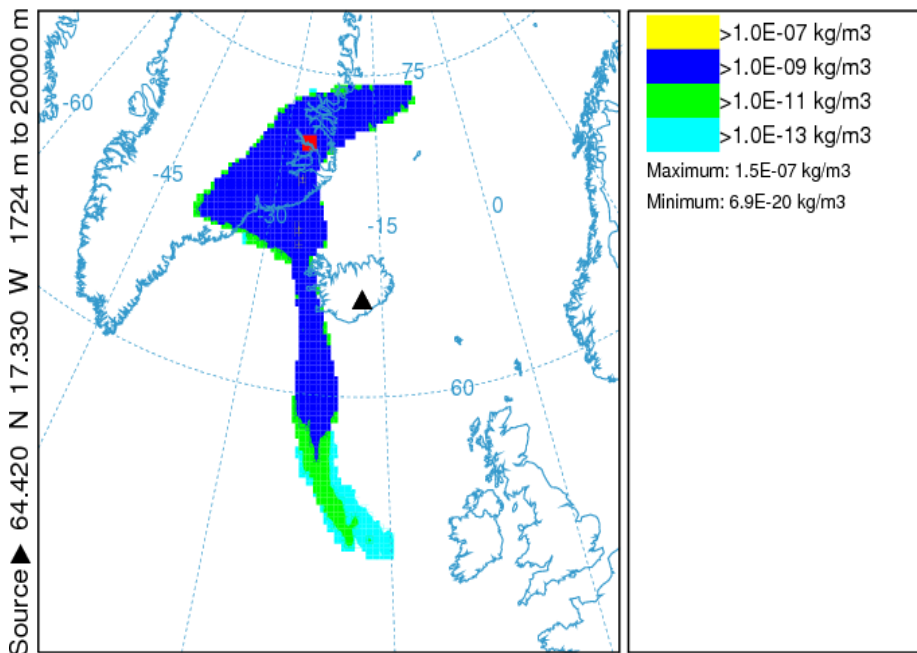 Source ▲ 64.420 N 17.330 W 1724 m to 20000 m
75
-60
-45
-30
-15
0
60
>1.0E-07 kg/m3
>1.0E-09 kg/m3
>1.0E-11 kg/m3
>1.0E-13 kg/m3
Maximum: 1.5E-07 kg/m3
Minimum: 6.9E-20 kg/m3